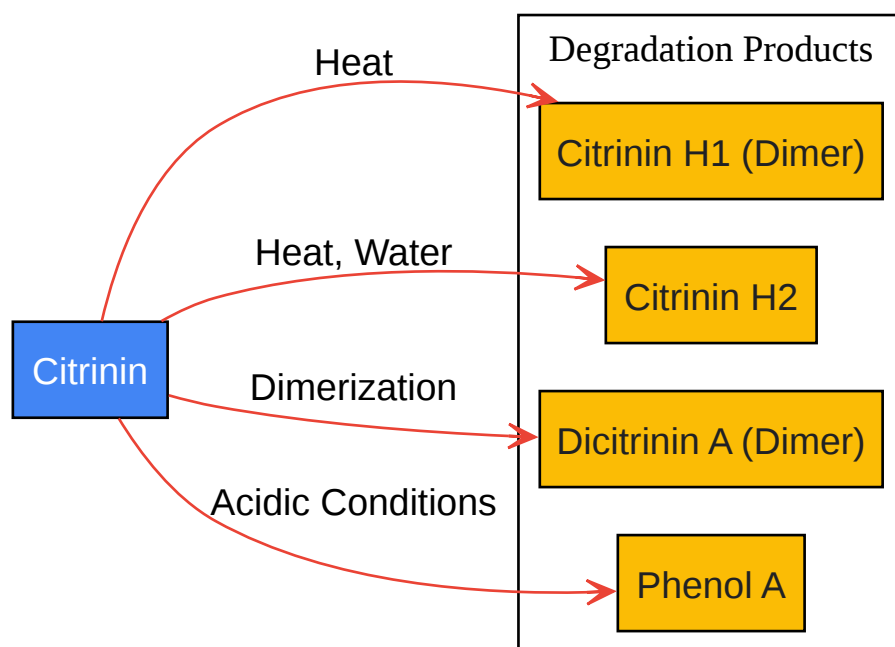 Degradation Products
Heat
Citrinin H1 (Dimer)
Heat, Water
Citrinin H2
Citrinin
Dimerization
Dicitrinin A (Dimer)
Acidic Conditions
Phenol A